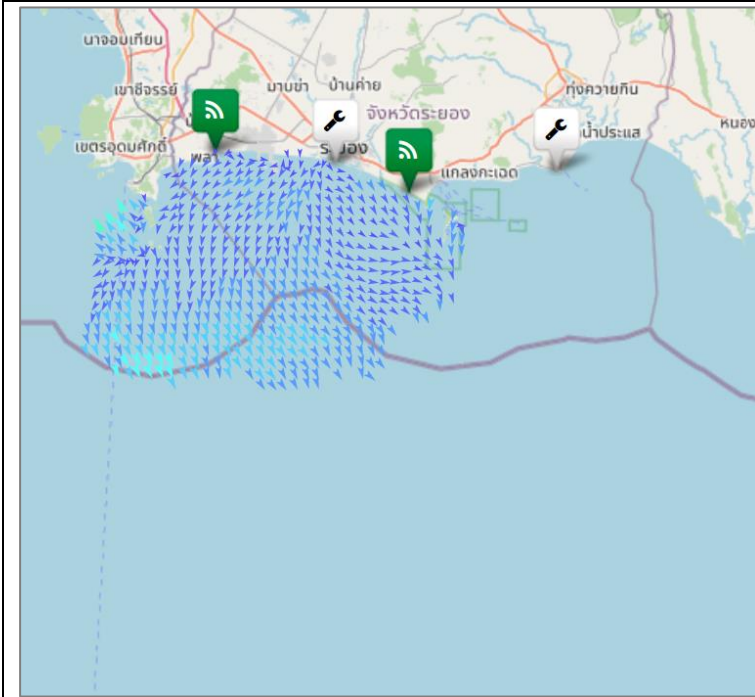 นาจอมเทียน
เขาชีจรรย์
มาบข่า
บ้านค่าย
ทุ่งควายกิน
จังหวัดระยอง
เขตรอุดมศักดิ์
แกลงกะเฉด
น้ำประแส
หนอง